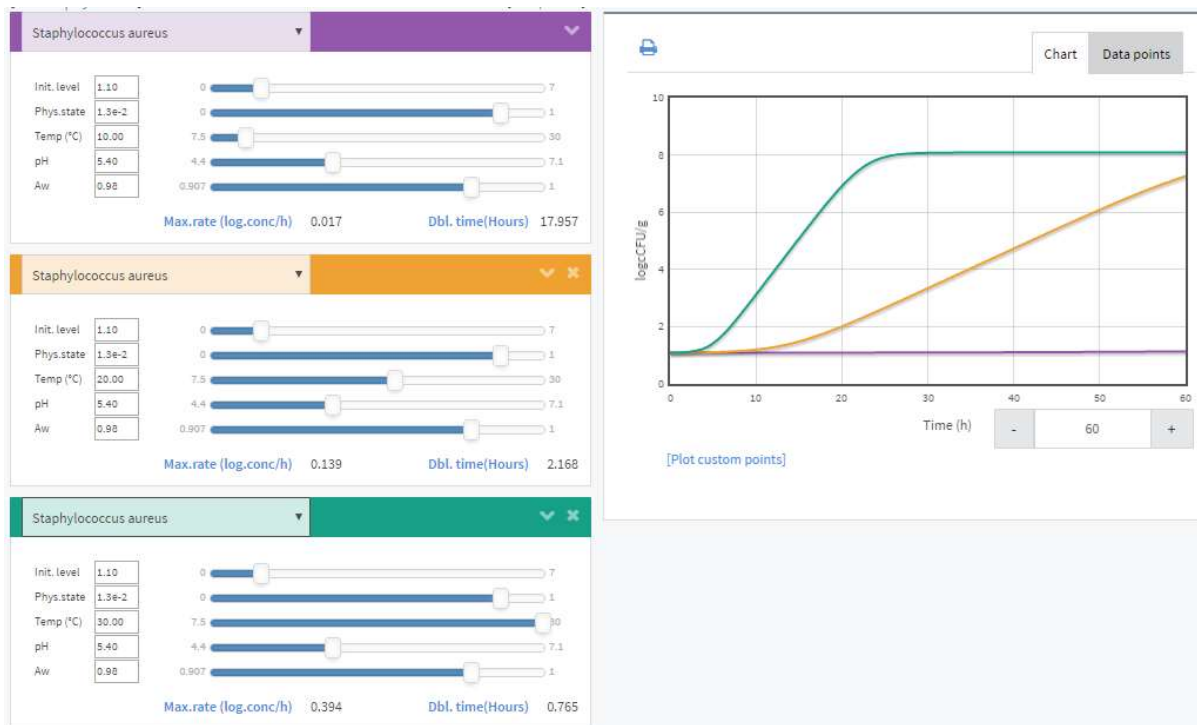 Staphylococcus aureus
Init. level 1.10 0 7
Phys.state 1.3e-2 0 1
Temp (°C) 10.00 7.5 30
pH 5.40 4.4 7.1
Aw 0.98 0.907 1
Max.rate (log.conc/h) 0.017 Dbl. time(Hours) 17.957
Staphylococcus aureus
Init. level 1.10 0 7
Phys.state 1.3e-2 0 1
Temp (°C) 20.00 7.5 30
pH 5.40 4.4 7.1
Aw 0.98 0.907 1
Max.rate (log.conc/h) 0.139 Dbl. time(Hours) 2.168
Staphylococcus aureus
Init. level 1.10 0 7
Phys.state 1.3e-2 0 1
Temp (°C) 30.00 7.5 30
pH 5.40 4.4 7.1
Aw 0.98 0.907 1
Max.rate (log.conc/h) 0.394 Dbl. time(Hours) 0.765
Chart Data points
10
8
6
4
2
0
logcCFU/g
0 10 20 30 40 50 60
Time (h) - 60 +
[Plot custom points]